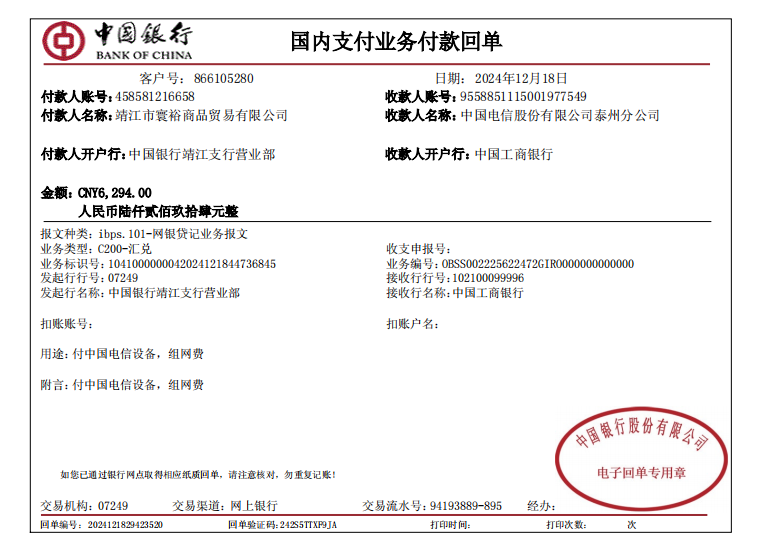 中国银行 国内支付业务付款回单
BANK OF CHINA
客户号：866105280 日期：2024年12月18日
付款人账号：458581216658 收款人账号：9558851115001977549
付款人名称：靖江市寰裕商品贸易有限公司 收款人名称：中国电信股份有限公司泰州分公司
付款人开户行：中国银行靖江支行营业部 收款人开户行：中国工商银行
金额：CNY6,294.00
人民币陆仟贰佰玖拾肆元整
报文种类：ibps.101-网银贷记业务报文
业务类型：C200-汇兑 收支申报号：
业务标识号：1041000000042024121844736845 业务编号：OBSS002225622472GIRO000000000000
发起行行号：07249 接收行行号：102100099996
发起行名称：中国银行靖江支行营业部 接收行名称：中国工商银行
扣账账号： 扣账户名：
用途：付中国电信设备，组网费
附言：付中国电信设备，组网费
中国银行股份有限公司
电子回单专用章
如您已通过银行网点取得相应纸质回单，请注意核对，勿重复记账！
交易机构：07249 交易渠道：网上银行 交易流水号：94193889-895 经办：
回单编号：2024121829423520 回单验证码：242S5TTXF9JA 打印时间： 打印次数： 次